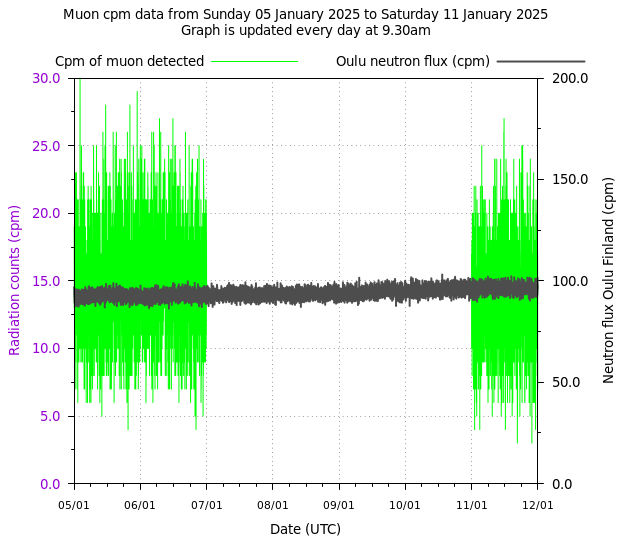 Muon cpm data from Sunday 05 January 2025 to Saturday 11 January 2025
Graph is updated every day at 9.30am
Cpm of muon detected
Oulu neutron flux (cpm)
30.0
25.0
20.0
15.0
10.0
5.0
0.0
Radiation counts (cpm)
200.0
150.0
100.0
50.0
0.0
Neutron flux Oulu Finland (cpm)
05/01 06/01 07/01 08/01 09/01 10/01 11/01 12/01
Date (UTC)